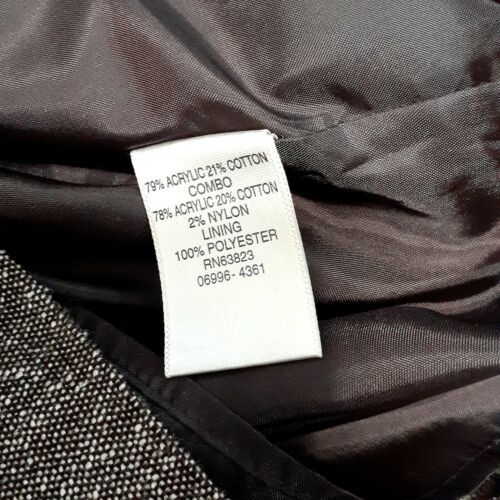 79% ACRYLIC 21% COTTON
COMBO
78% ACRYLIC 20% COTTON
2% NYLON
LINING
100% POLYESTER
RN63823
06996-4361